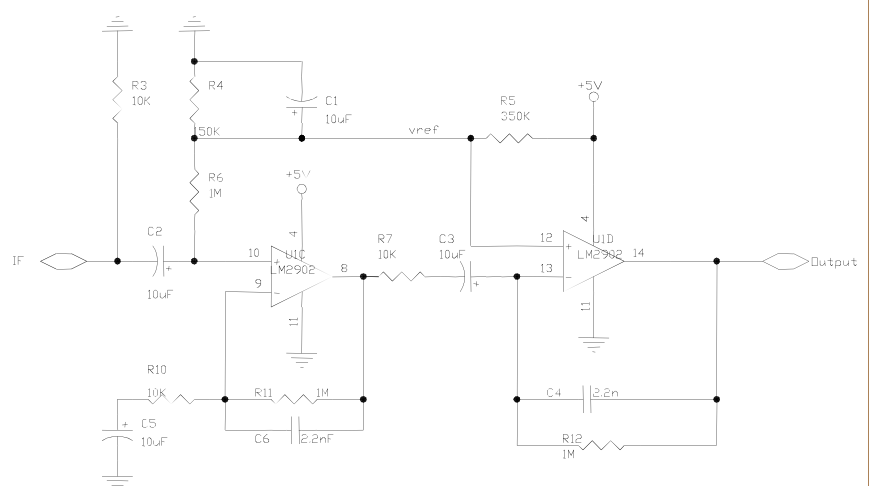 R3
10K
R4
50K
C1
+
10uF
vref
R5
350K
+5V
4
R6
1M
+5V
4
C2
+
10uF
IF
10
+
U1C
LM2902
9
−
8
11
R7
10K
C3
10uF
+
12
+
U1D
LM2902
13
−
14
11
Output
R10
10K
C5
+
10uF
R11
1M
C6
2.2nF
C4
2.2n
R12
1M